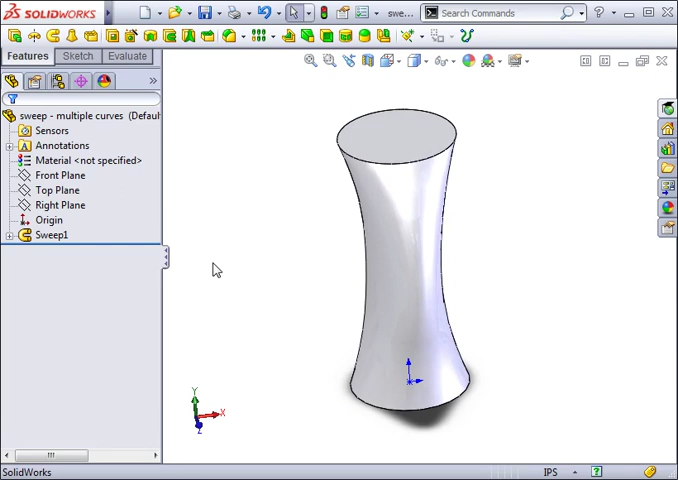 SOLIDWORKS
swe...
Search Commands
?
Features
Sketch
Evaluate
»
sweep - multiple curves (Defau
Sensors
A Annotations
Material <not specified>
Front Plane
Top Plane
Right Plane
Origin
Sweep1
Y
X
Z
SolidWorks
IPS
?